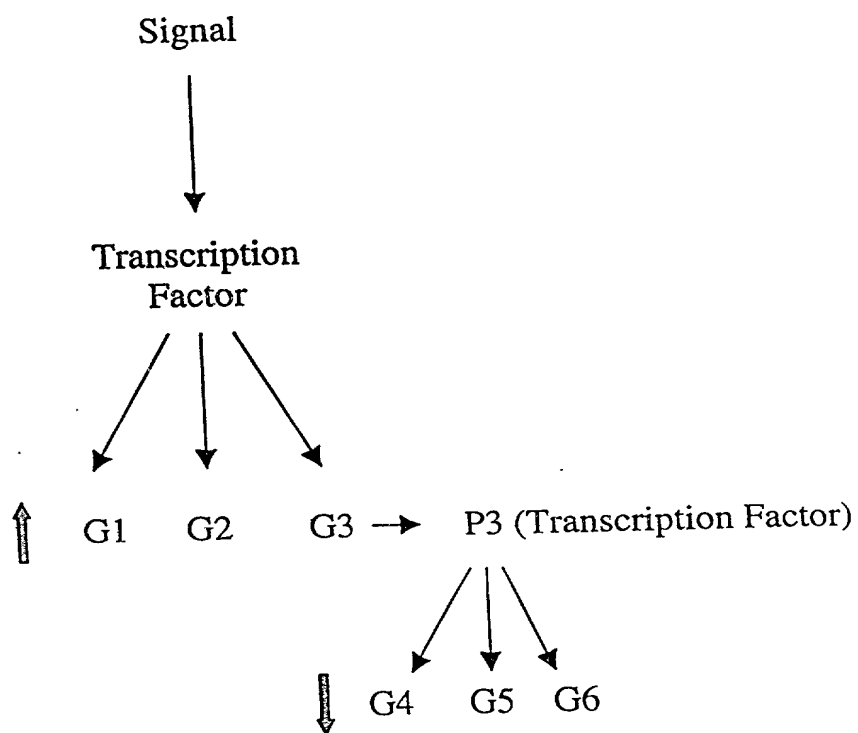 Signal
Transcription
Factor
G1 G2 G3 P3 (Transcription Factor)
G4 G5 G6